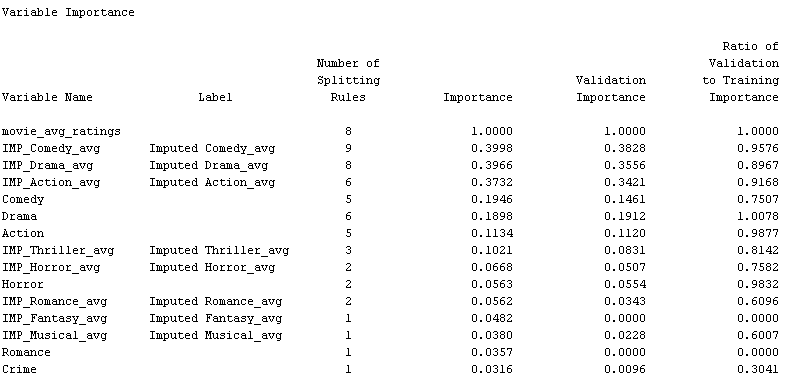 Variable Importance
Ratio of
Number of Validation
Splitting Validation to Training
Variable Name Label Rules Importance Importance Importance
movie_avg_ratings 8 1.0000 1.0000 1.0000
IMP_Comedy_avg Imputed Comedy_avg 9 0.3998 0.3828 0.9576
IMP_Drama_avg Imputed Drama_avg 8 0.3966 0.3556 0.8967
IMP_Action_avg Imputed Action_avg 6 0.3732 0.3421 0.9168
Comedy 5 0.1946 0.1461 0.7507
Drama 6 0.1898 0.1912 1.0078
Action 5 0.1134 0.1120 0.9877
IMP_Thriller_avg Imputed Thriller_avg 3 0.1021 0.0831 0.8142
IMP_Horror_avg Imputed Horror_avg 2 0.0668 0.0507 0.7582
Horror 2 0.0563 0.0554 0.9832
IMP_Romance_avg Imputed Romance_avg 2 0.0562 0.0343 0.6096
IMP_Fantasy_avg Imputed Fantasy_avg 1 0.0482 0.0000 0.0000
IMP_Musical_avg Imputed Musical_avg 1 0.0380 0.0228 0.6007
Romance 1 0.0357 0.0000 0.0000
Crime 1 0.0316 0.0096 0.3041